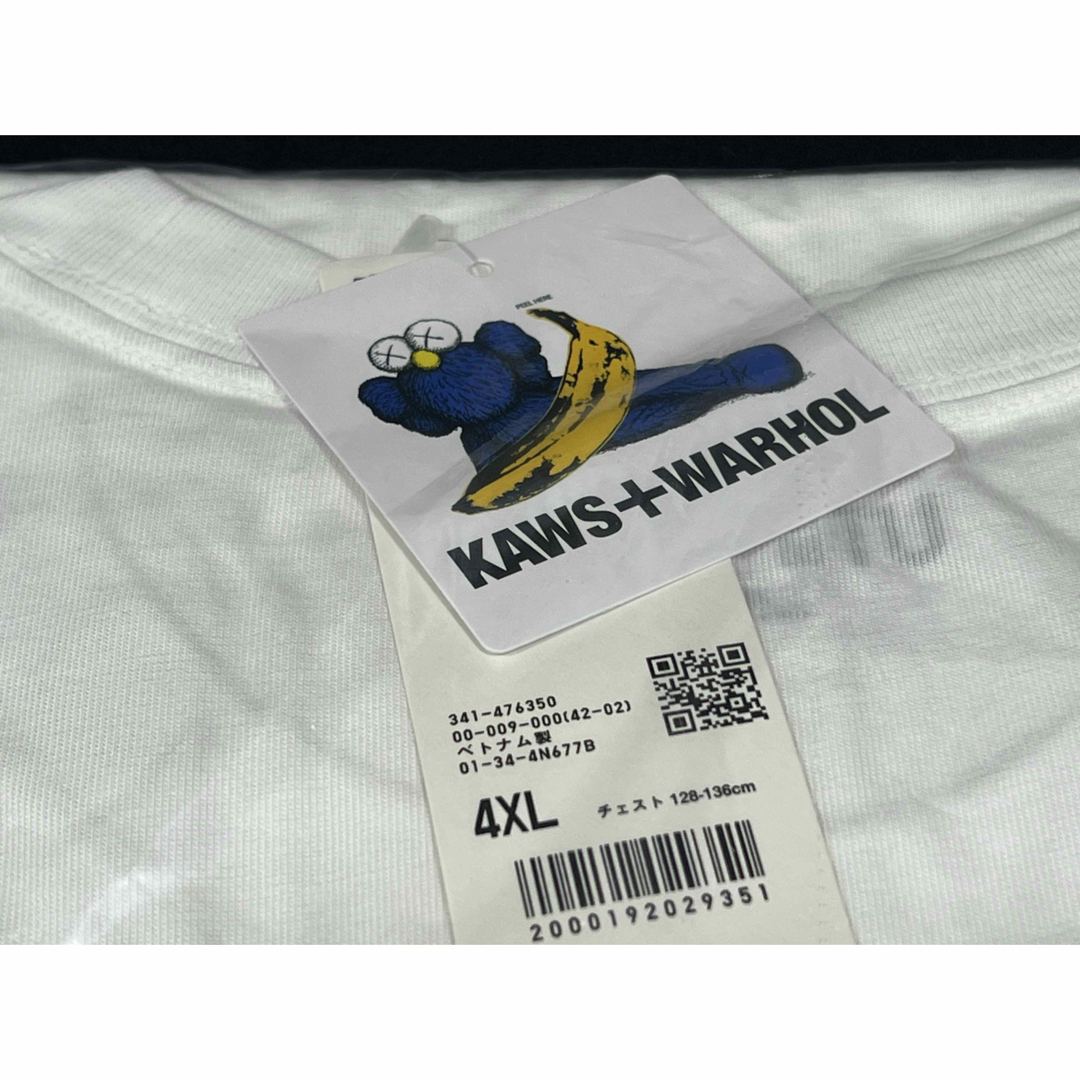 PEEL HERE
KAWS+WARHOL
341-476350
00-009-000(42-02)
ベトナム製
01-34-4N677B
4XL チェスト 128-136cm
2000192029351